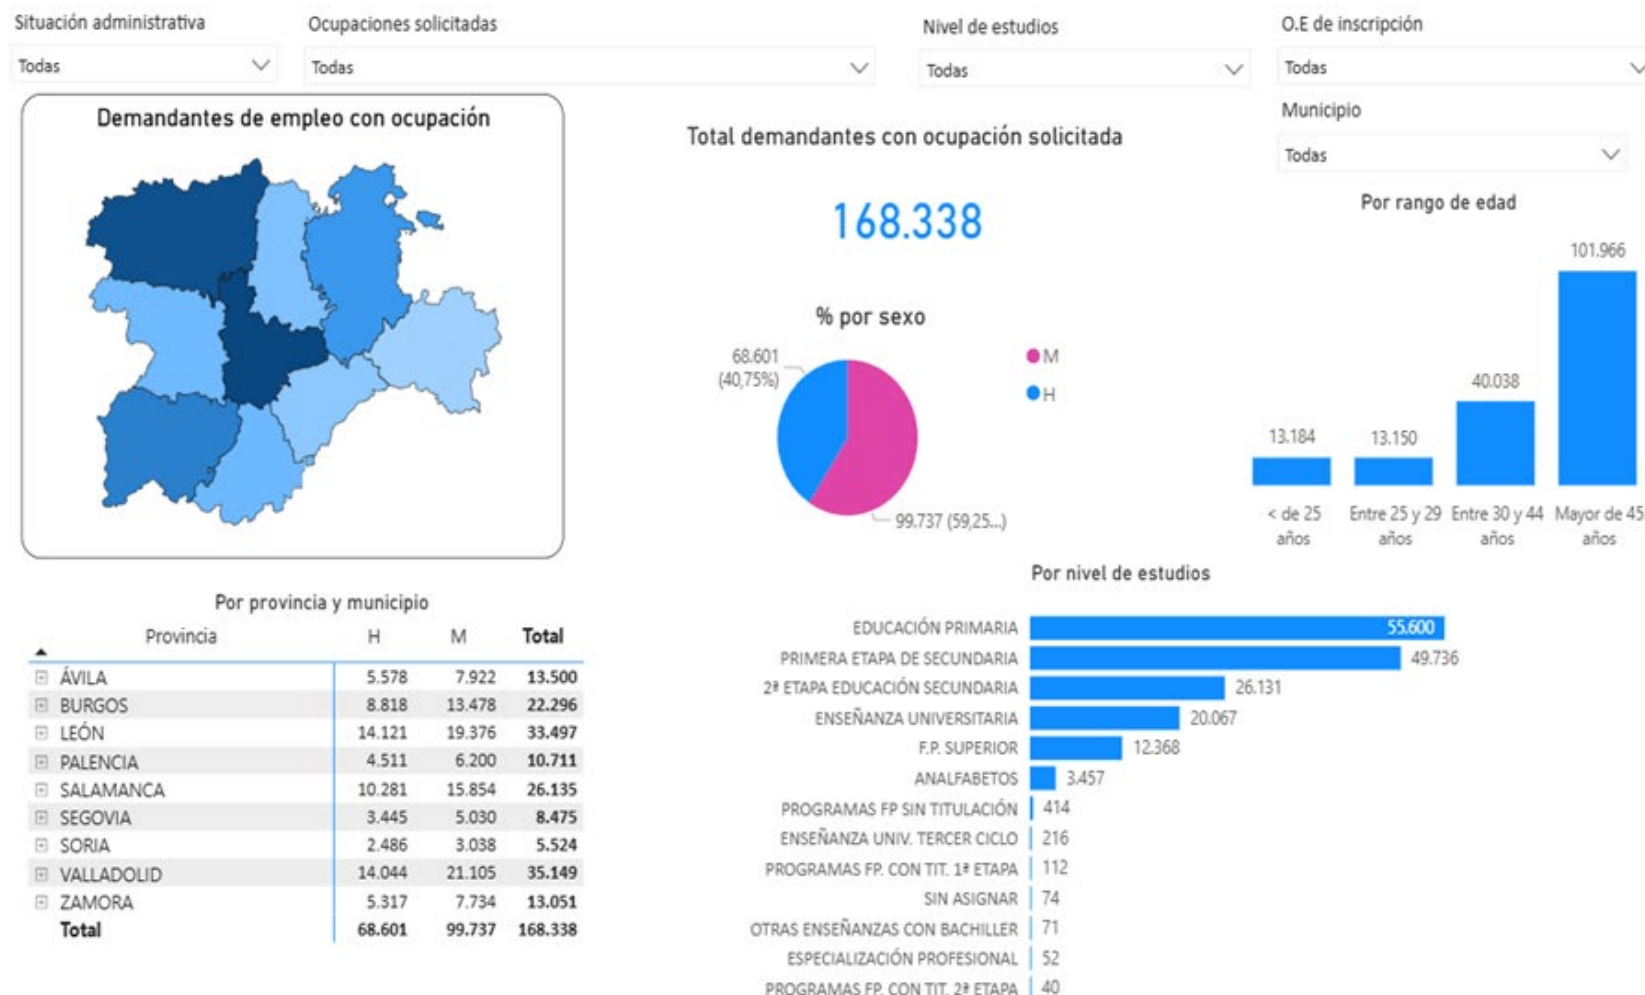 Situación administrativa
Todas
Ocupaciones solicitadas
Todas
Nivel de estudios
Todas
O.E de inscripción
Todas
Municipio
Todas
Demandantes de empleo con ocupación
Total demandantes con ocupación solicitada
168.338
% por sexo
68.601
(40,75%)
99.737 (59,25...)
M
H
Por rango de edad
13.184
13.150
40.038
101.966
< de 25
años
Entre 25 y 29
años
Entre 30 y 44
años
Mayor de 45
años
Por provincia y municipio
Provincia H M Total
ÁVILA 5.578 7.922 13.500
BURGOS 8.818 13.478 22.296
LEÓN 14.121 19.376 33.497
PALENCIA 4.511 6.200 10.711
SALAMANCA 10.281 15.854 26.135
SEGOVIA 3.445 5.030 8.475
SORIA 2.486 3.038 5.524
VALLADOLID 14.044 21.105 35.149
ZAMORA 5.317 7.734 13.051
Total 68.601 99.737 168.338
Por nivel de estudios
EDUCACIÓN PRIMARIA 55.600
PRIMERA ETAPA DE SECUNDARIA 49.736
2ª ETAPA EDUCACIÓN SECUNDARIA 26.131
ENSEÑANZA UNIVERSITARIA 20.067
F.P. SUPERIOR 12.368
ANALFABETOS 3.457
PROGRAMAS FP SIN TITULACIÓN 414
ENSEÑANZA UNIV. TERCER CICLO 216
PROGRAMAS FP. CON TIT. 1ª ETAPA 112
SIN ASIGNAR 74
OTRAS ENSEÑANZAS CON BACHILLER 71
ESPECIALIZACIÓN PROFESIONAL 52
PROGRAMAS FP. CON TIT. 2ª ETAPA 40